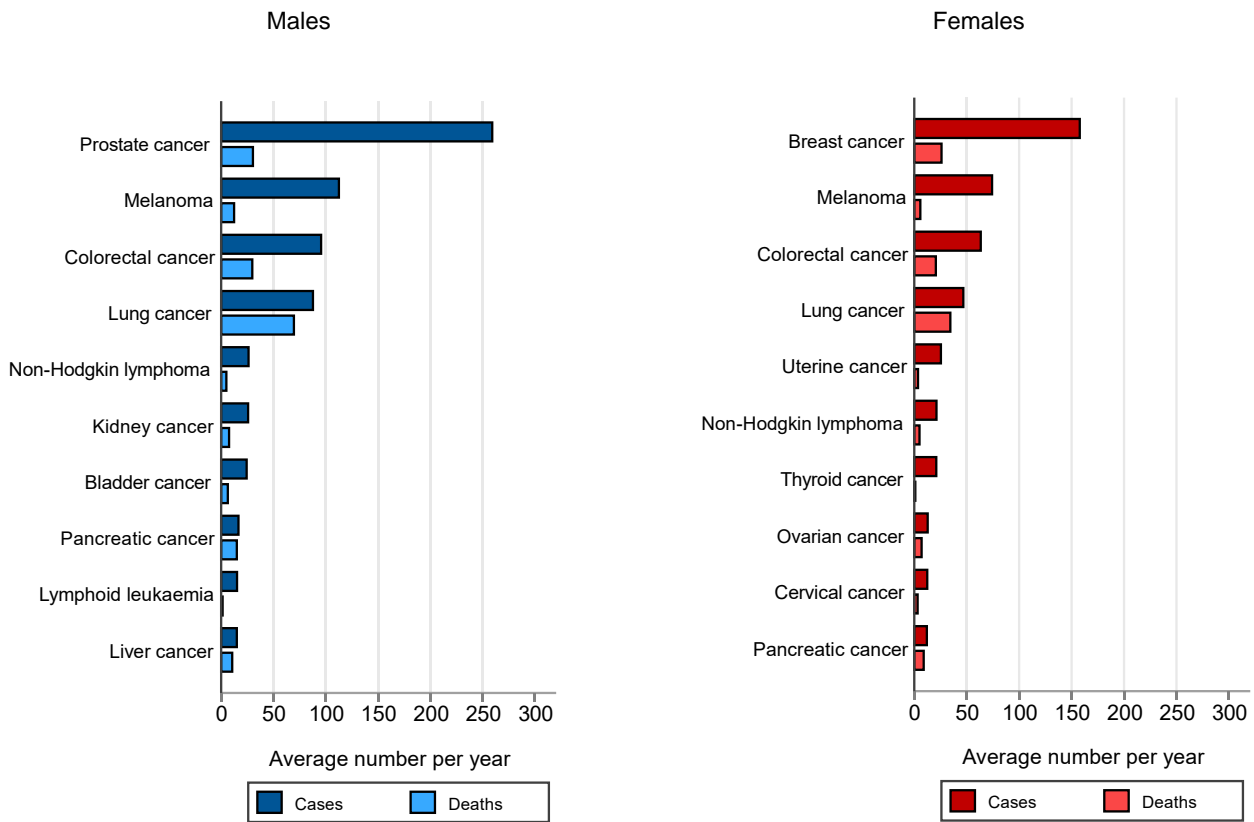 Males
Prostate cancer
Melanoma
Colorectal cancer
Lung cancer
Non-Hodgkin lymphoma
Kidney cancer
Bladder cancer
Pancreatic cancer
Lymphoid leukaemia
Liver cancer
0 50 100 150 200 250 300
Average number per year
Cases Deaths
Females
Breast cancer
Melanoma
Colorectal cancer
Lung cancer
Uterine cancer
Non-Hodgkin lymphoma
Thyroid cancer
Ovarian cancer
Cervical cancer
Pancreatic cancer
0 50 100 150 200 250 300
Average number per year
Cases Deaths